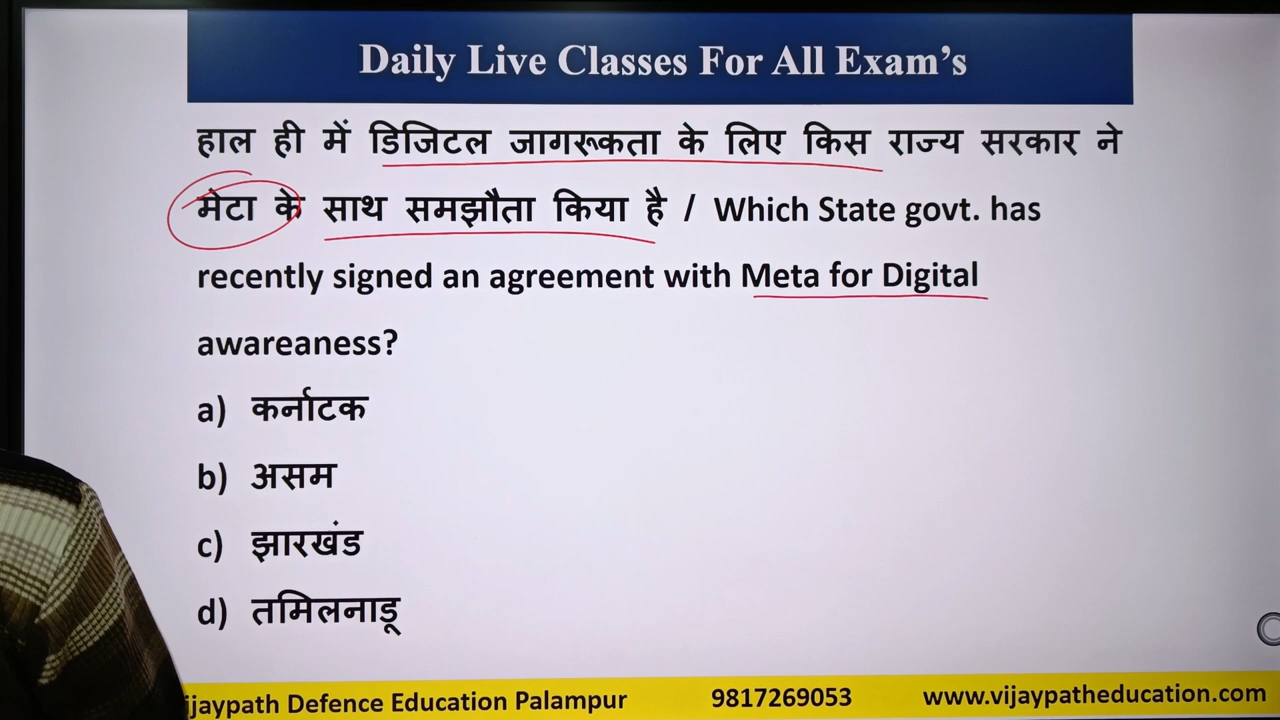 Daily Live Classes For All Exam’s
हाल ही में डिजिटल जागरूकता के लिए किस राज्य सरकार ने
मेटा के साथ समझौता किया है / Which State govt. has
recently signed an agreement with Meta for Digital
awareaness?
a) कर्नाटक
b) असम
c) झारखंड
d) तमिलनाडू
ijaypath Defence Education Palampur 9817269053 www.vijaypatheducation.com